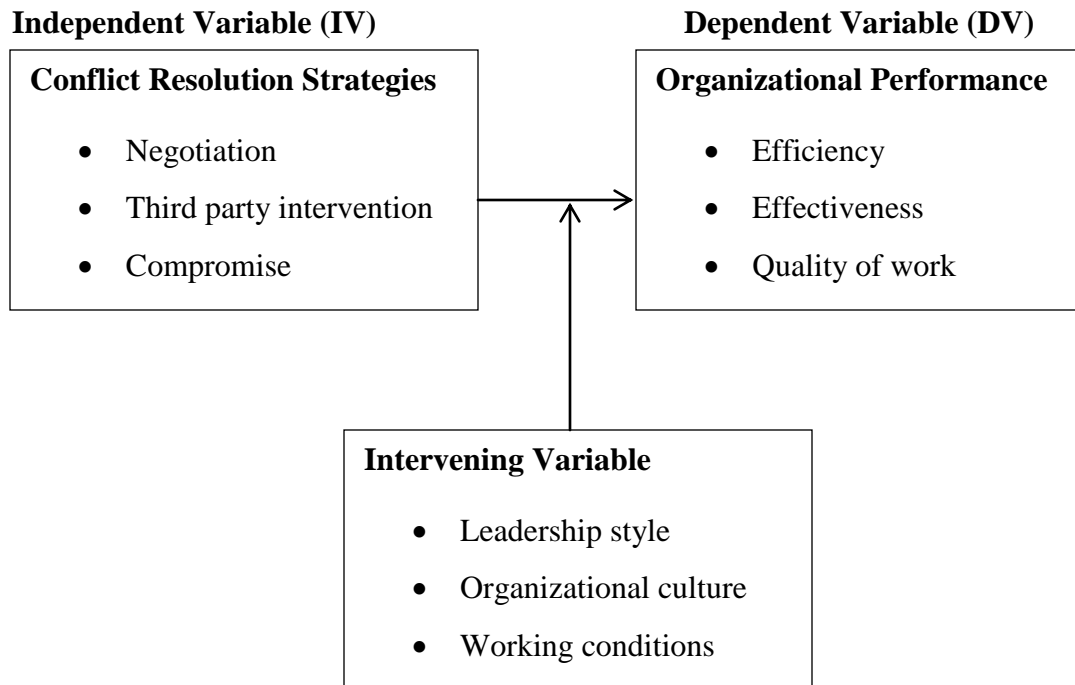 Independent Variable (IV)
Conflict Resolution Strategies
• Negotiation
• Third party intervention
• Compromise
Dependent Variable (DV)
Organizational Performance
• Efficiency
• Effectiveness
• Quality of work
Intervening Variable
• Leadership style
• Organizational culture
• Working conditions